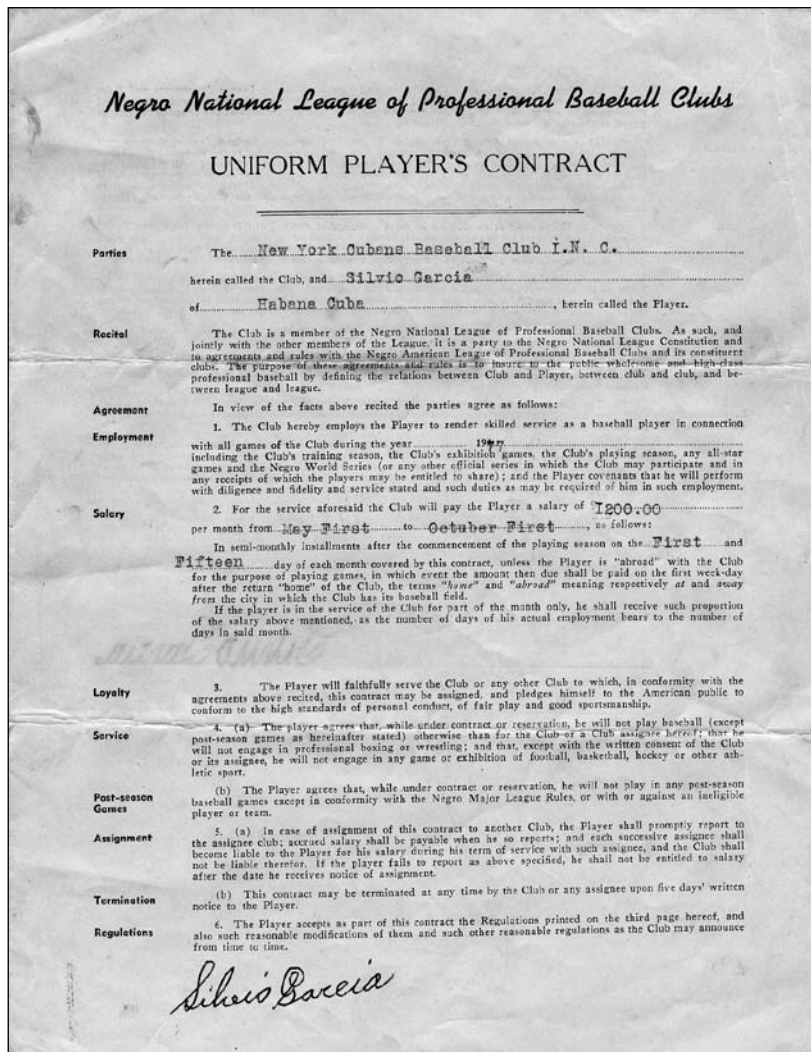 Negro National League of Professional Baseball Clubs
UNIFORM PLAYER'S CONTRACT
Parties The New York Cubans Baseball Club I.N.C.
herein called the Club, and Silvio Garcia
of Habana Cuba, herein called the Player.
Recital The Club is a member of the Negro National League of Professional Baseball Clubs. As such, and
jointly with the other members of the League, it is a party to the Negro National League Constitution and
to agreements and rules with the Negro American League of Professional Baseball Clubs and its constituent
clubs. The purpose of these agreements and rules is to insure to the public wholesome and high-class
professional baseball by defining the relations between Club and Player, between club and club, and be-
tween league and league.
Agreement In view of the facts above recited the parties agree as follows:
Employment 1. The Club hereby employs the Player to render skilled service as a baseball player in connection
with all games of the Club during the year 19
including the Club's training season, the Club's exhibition games, the Club's playing season, any all-star
games and the Negro World Series (or any other official series in which the Club may participate and in
any receipts of which the players may be entitled to share); and the Player covenants that he will perform
with diligence and fidelity and service stated and such duties as may be required of him in such employment.
Salary 2. For the service aforesaid the Club will pay the Player a salary of $1200.00
per month from May First to Octuber First, as follows:
In semi-monthly installments after the commencement of the playing season on the First and
Fifteen day of each month covered by this contract, unless the Player is "abroad" with the Club
for the purpose of playing games, in which event the amount then due shall be paid on the first week-day
after the return "home" of the Club, the terms "home" and "abroad" meaning respectively at and away
from the city in which the Club has its baseball field.
If the player is in the service of the Club for part of the month only, he shall receive such proportion
of the salary above mentioned, as the number of days of his actual employment bears to the number of
days in said month.
Loyalty 3. The Player will faithfully serve the Club or any other Club to which, in conformity with the
agreements above recited, this contract may be assigned, and pledges himself to the American public to
conform to the high standards of personal conduct, of fair play and good sportsmanship.
Service 4. (a) The player agrees that, while under contract or reservation, he will not play baseball (except
post-season games as hereinafter stated) otherwise than for the Club or a Club assignee hereof; that he
will not engage in professional boxing or wrestling; and that, except with the written consent of the Club
or its assignee, he will not engage in any game or exhibition of football, basketball, hockey or other ath-
letic sport.
Post-season Games (b) The Player agrees that, while under contract or reservation, he will not play in any post-season
baseball games except in conformity with the Negro Major League Rules, or with or against an ineligible
player or team.
Assignment 5. (a) In case of assignment of this contract to another Club, the Player shall promptly report to
the assignee club; accrued salary shall be payable when he so reports; and each successive assignee shall
become liable to the Player for his salary during his term of service with such assignee, and the Club shall
not be liable therefor. If the player fails to report as above specified, he shall not be entitled to salary
after the date he receives notice of assignment.
Termination (b) This contract may be terminated at any time by the Club or any assignee upon five days' written
notice to the Player.
Regulations 6. The Player accepts as part of this contract the Regulations printed on the third page hereof, and
also such reasonable modifications of them and such other reasonable regulations as the Club may announce
from time to time.
Silvio Garcia